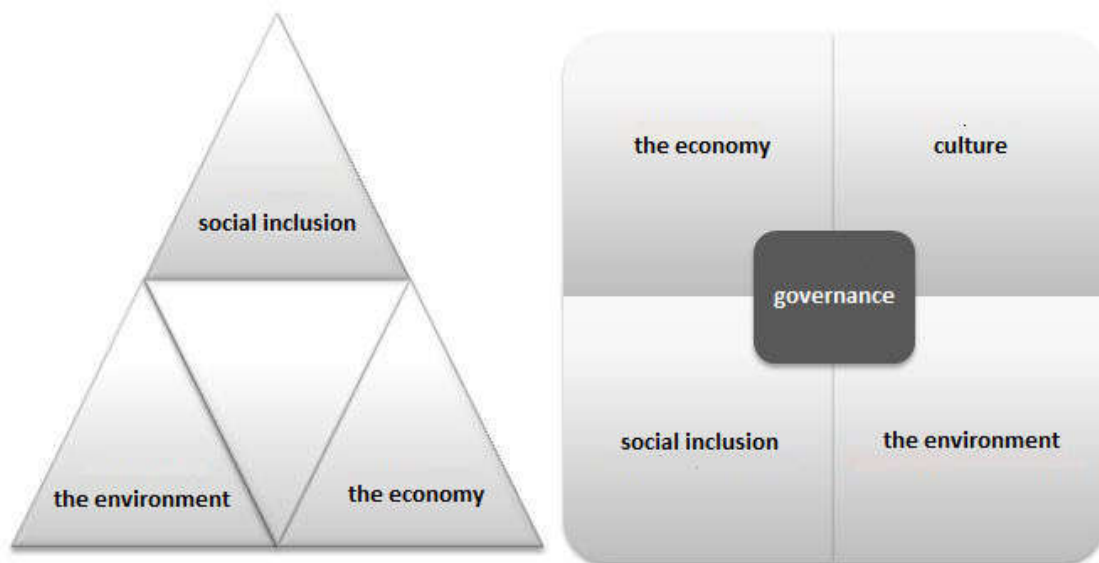 social inclusion
the environment
the economy
the economy
culture
governance
social inclusion
the environment